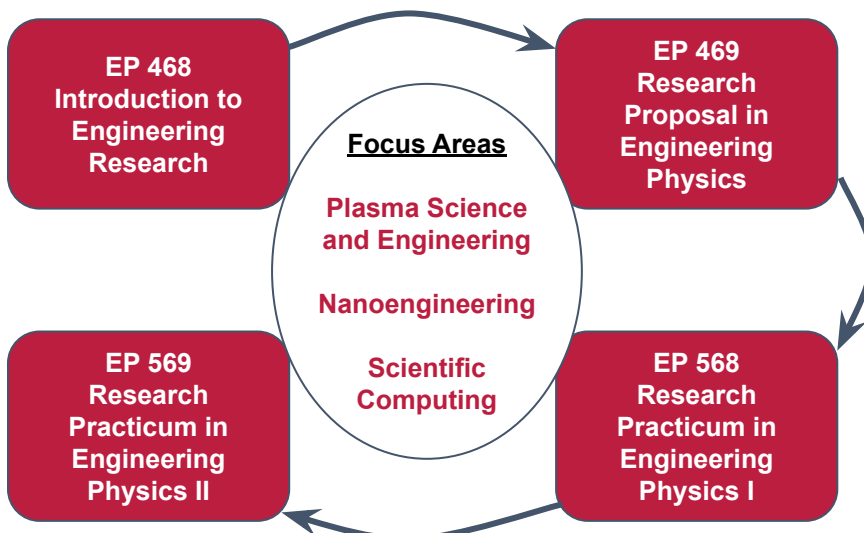 EP 468
Introduction to
Engineering
Research
EP 469
Research
Proposal in
Engineering
Physics
Focus Areas
Plasma Science
and Engineering
Nanoengineering
Scientific
Computing
EP 569
Research
Practicum in
Engineering
Physics II
EP 568
Research
Practicum in
Engineering
Physics I